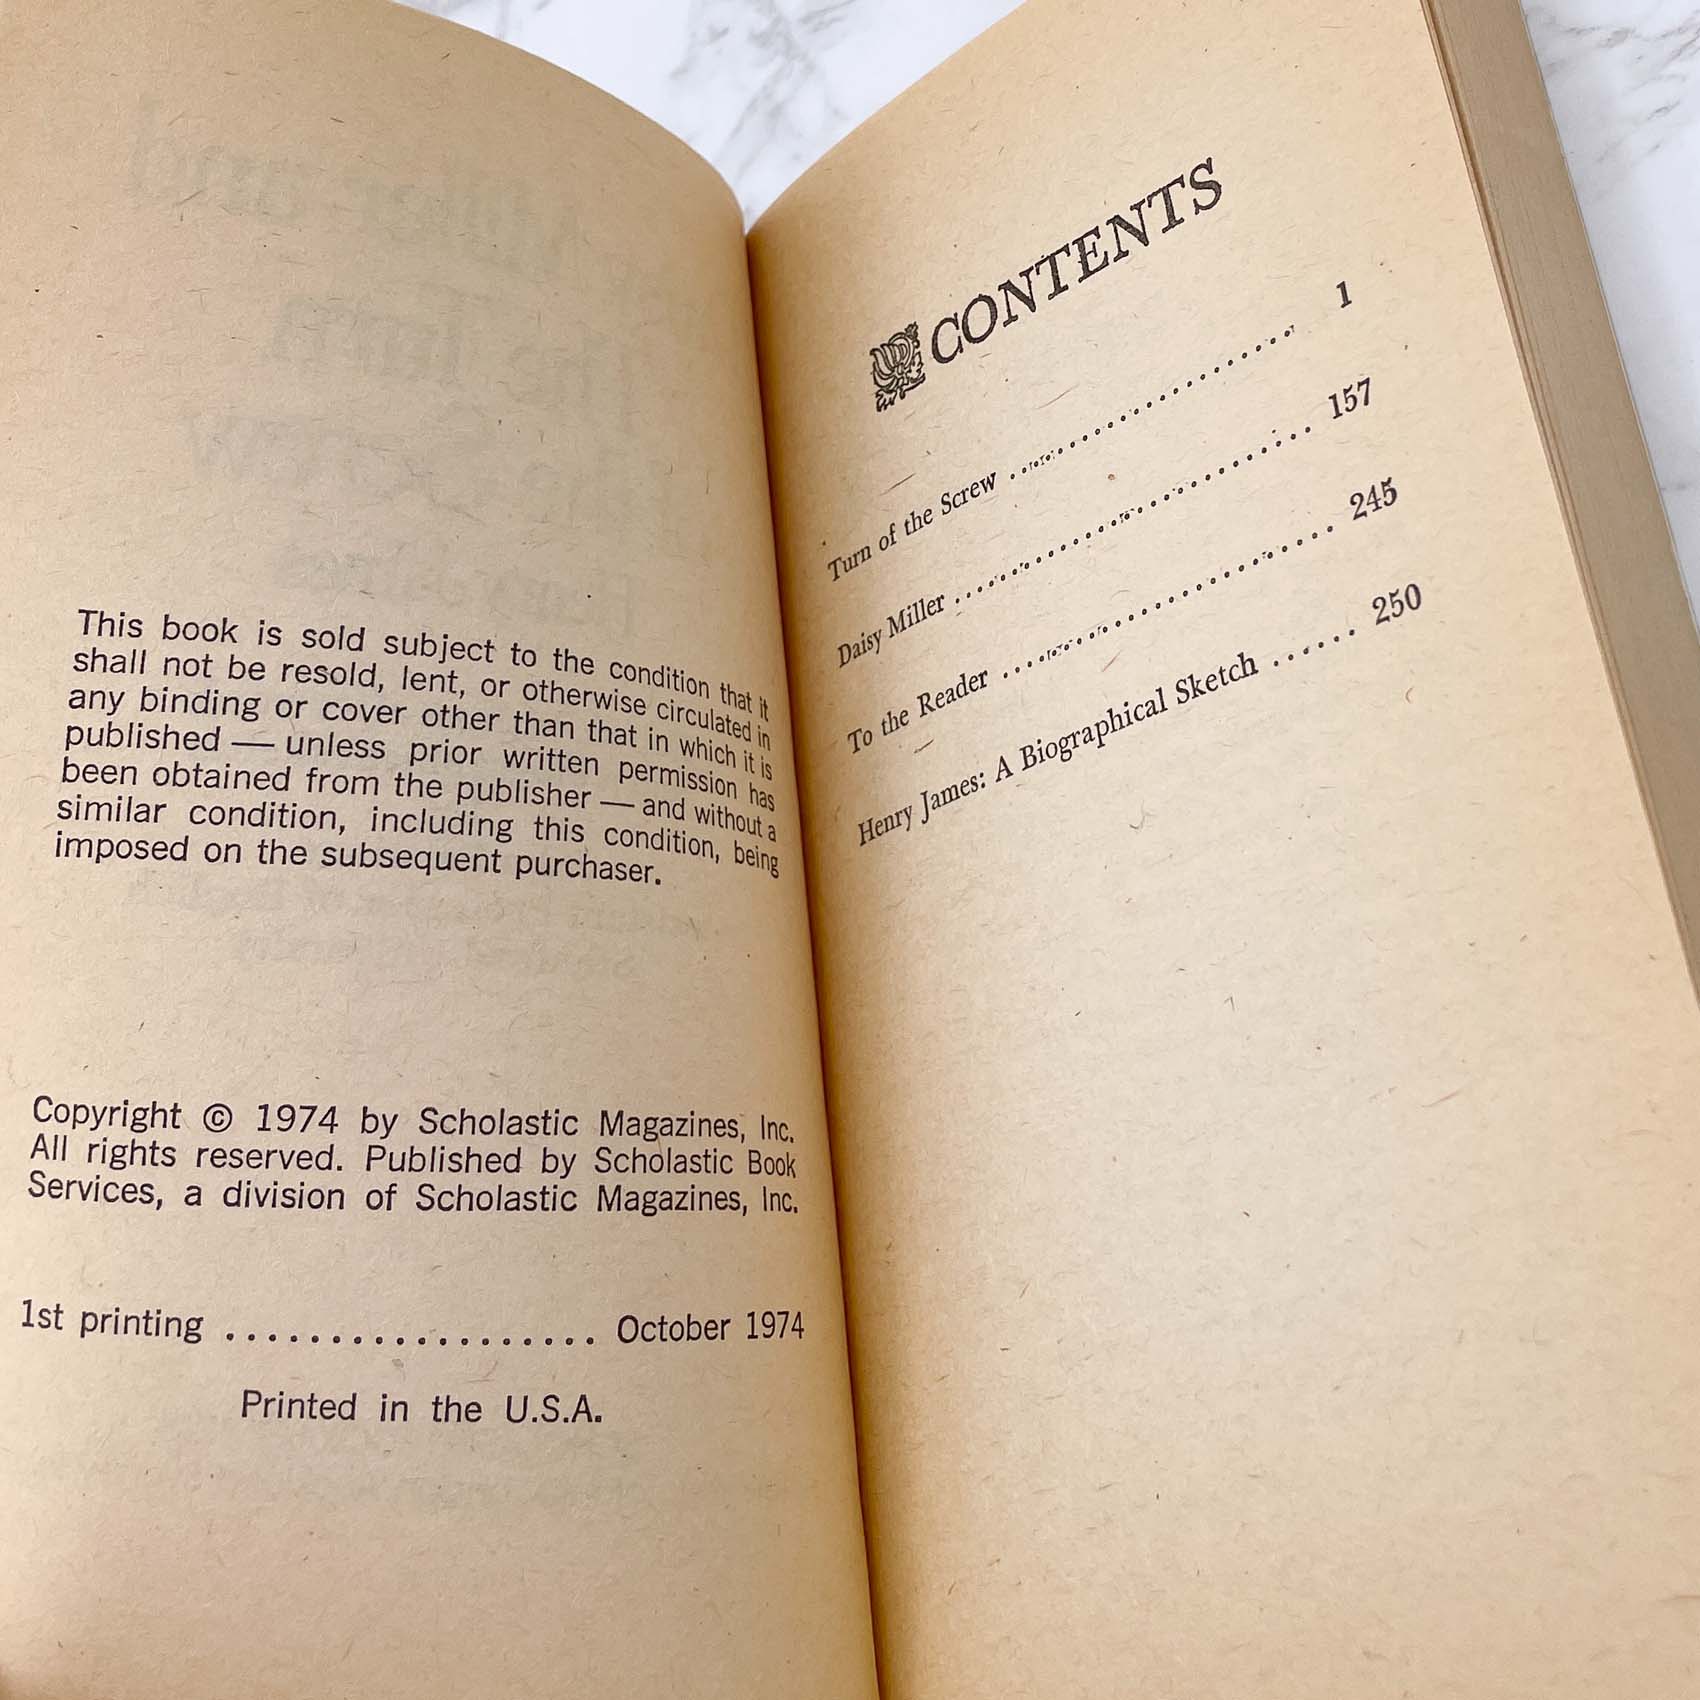 This book is sold subject to the condition that it
shall not be resold, lent, or otherwise circulated in
any binding or cover other than that in which it is
published — unless prior written permission has
been obtained from the publisher — and without a
similar condition, including this condition, being
imposed on the subsequent purchaser.
Copyright © 1974 by Scholastic Magazines, Inc.
All rights reserved. Published by Scholastic Book
Services, a division of Scholastic Magazines, Inc.
1st printing .................. October 1974
Printed in the U.S.A.
CONTENTS
Turn of the Screw .............................. 1
Daisy Miller .................................... 157
To the Reader .................................. 245
Henry James: A Biographical Sketch ...... 250